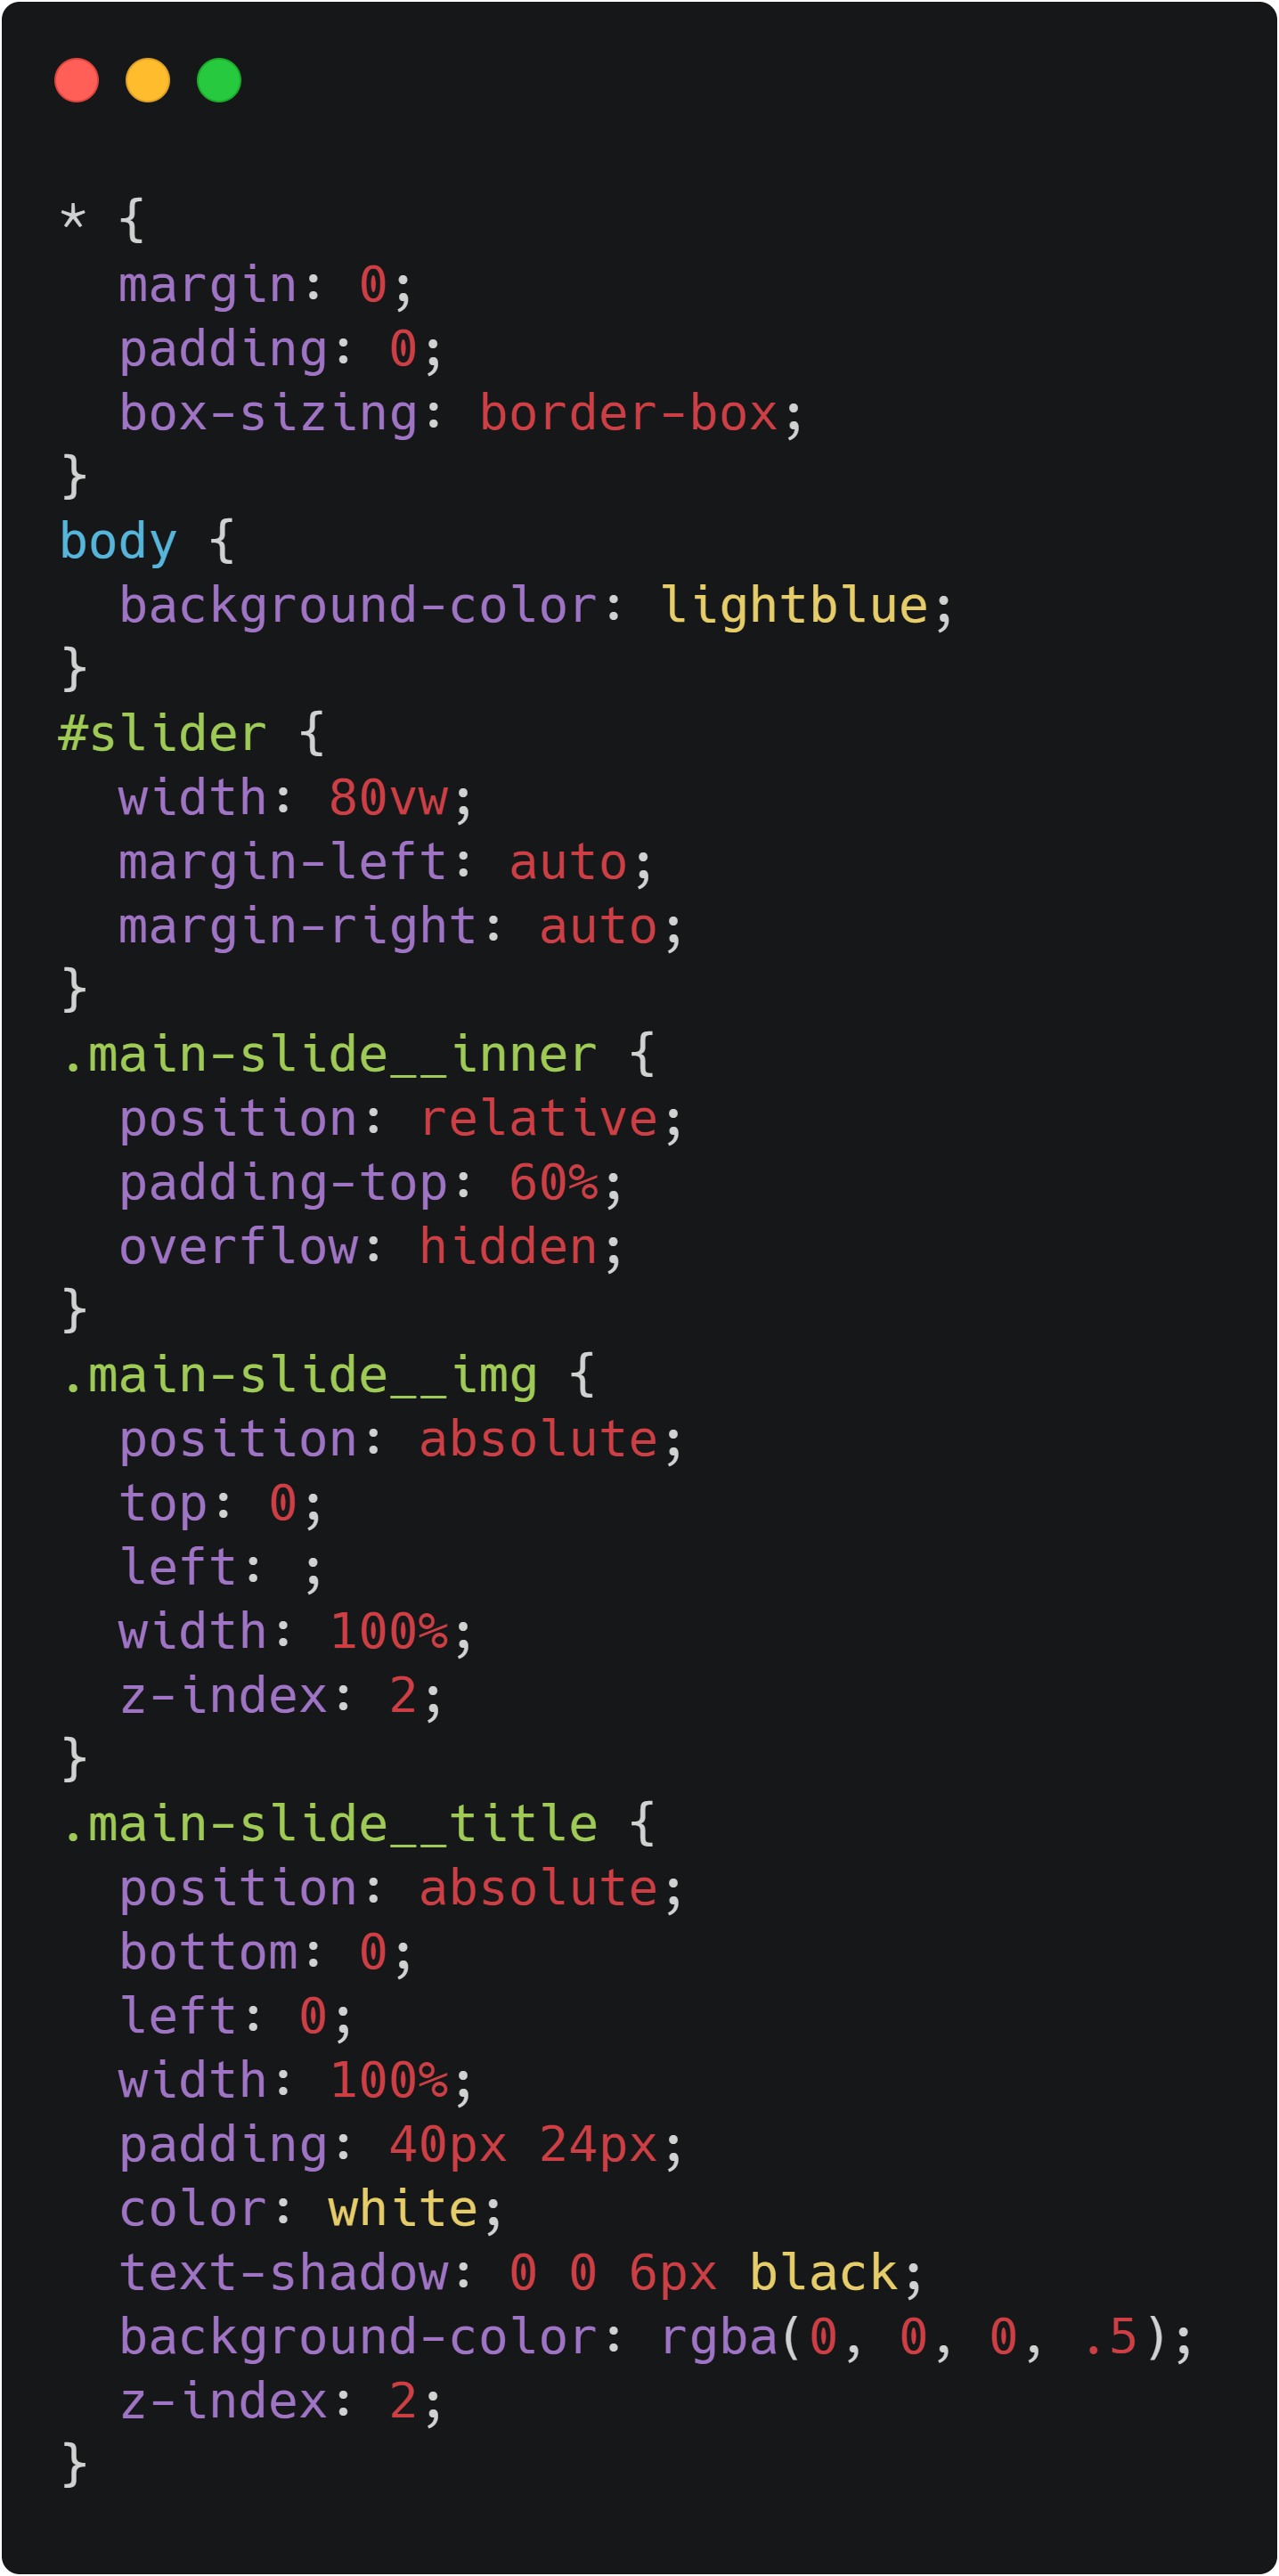 * {
  margin: 0;
  padding: 0;
  box-sizing: border-box;
}
body {
  background-color: lightblue;
}
#slider {
  width: 80vw;
  margin-left: auto;
  margin-right: auto;
}
.main-slide__inner {
  position: relative;
  padding-top: 60%;
  overflow: hidden;
}
.main-slide__img {
  position: absolute;
  top: 0;
  left: ;
  width: 100%;
  z-index: 2;
}
.main-slide__title {
  position: absolute;
  bottom: 0;
  left: 0;
  width: 100%;
  padding: 40px 24px;
  color: white;
  text-shadow: 0 0 6px black;
  background-color: rgba(0, 0, 0, .5);
  z-index: 2;
}